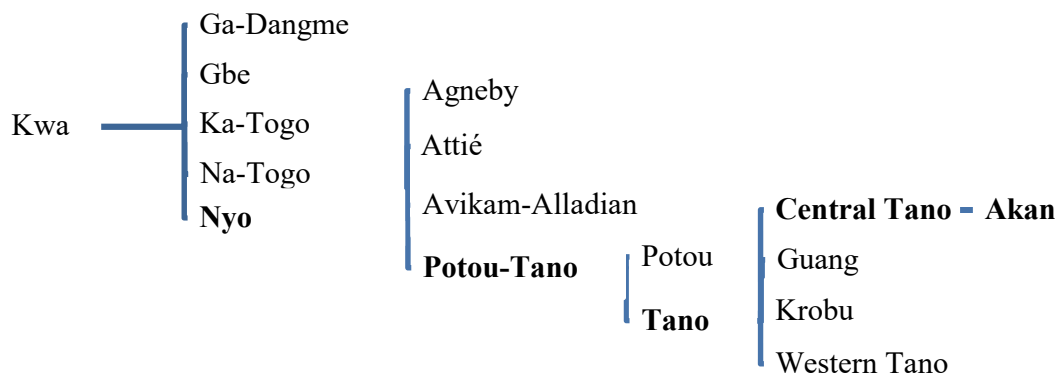 Ga-Dangme
Gbe
Agneby
Kwa
Ka-Togo
Attié
Na-Togo
Avikam-Alladian
Central Tano
Akan
Nyo
Potou-Tano
Potou
Guang
Tano
Krobu
Western Tano